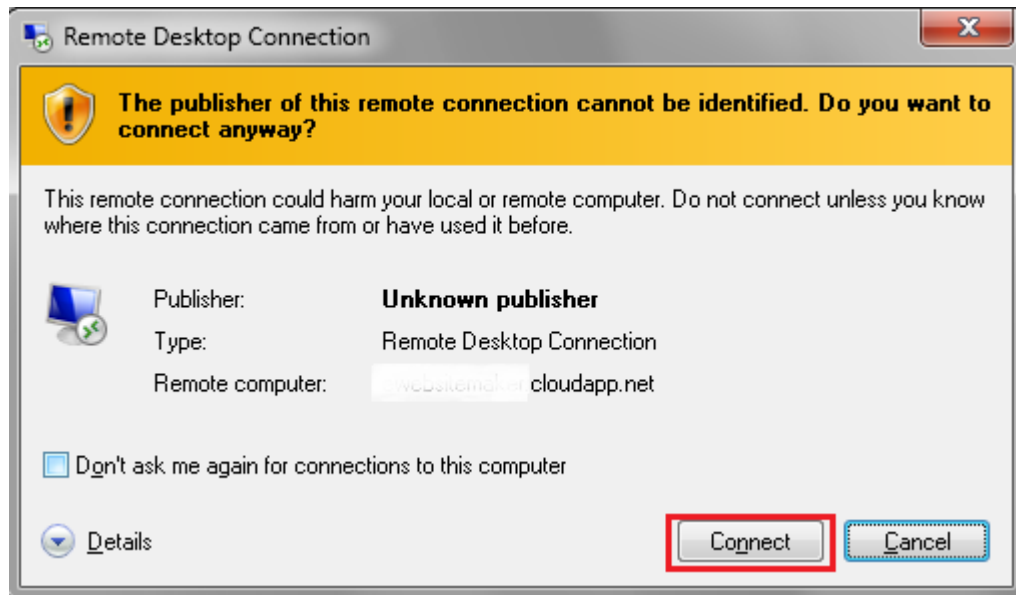 Remote Desktop Connection
The publisher of this remote connection cannot be identified. Do you want to
connect anyway?
This remote connection could harm your local or remote computer. Do not connect unless you know
where this connection came from or have used it before.
Publisher: Unknown publisher
Type: Remote Desktop Connection
Remote computer: cloudapp.net
Don't ask me again for connections to this computer
Details Connect Cancel